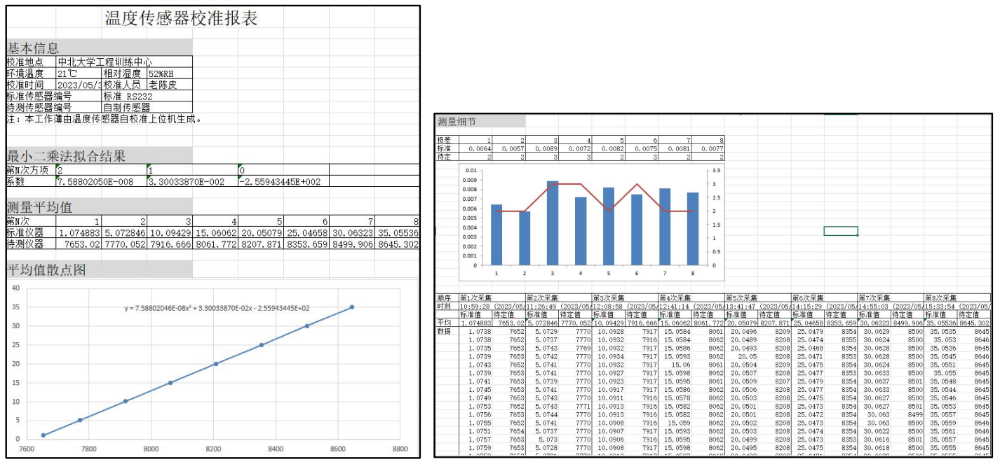 温度传感器校准报表
基本信息
校准地点 中北大学工程训练中心
环境温度 21℃ 相对湿度 52%RH
校准时间 2023/05/3 校准人员 老陈皮
标准传感器编号 标准 RS232
待测传感器编号 自制传感器
注：本工作薄由温度传感器自校准上位机生成。
最小二乘法拟合结果
第N次方项 2 1 0
系数 7.58802050E-008 3.30033870E-002 -2.55943445E+002
测量平均值
第N次 1 2 3 4 5 6 7 8
标准仪器 1.074883 5.072846 10.09429 15.06062 20.05079 25.04658 30.06323 35.05536
待测仪器 7653.02 7770.052 7916.666 8061.772 8207.871 8353.659 8499.906 8645.302
平均值散点图
y = 7.58802046E-08x² + 3.30033870E-02x - 2.55943445E+02
40
35
30
25
20
15
10
5
0
7600 7800 8000 8200 8400 8600 8800
测量细节
极差 1 2 3 4 5 6 7 8
标准 0.0064 0.0057 0.0089 0.0072 0.0082 0.0075 0.0081 0.0077
待定 2 2 3 3 2 3 2 2
0.01 3.5
0.009 3
0.008 2.5
0.007 2
0.006 1.5
0.005 1
0.004 0.5
0.003 0
0.002
0.001
0
1 2 3 4 5 6 7 8
顺序 第1次采集 第2次采集 第3次采集 第4次采集 第5次采集 第6次采集 第7次采集 第8次采集
时刻 10:59:28 (2023/05/ 11:26:49 (2023/05/ 12:08:58 (2023/05/ 12:41:14 (2023/05/ 13:41:47 (2023/05/ 14:15:29 (2023/05/ 14:55:03 (2023/05/ 15:33:54 (2023/05/
标准值 待定值 标准值 待定值 标准值 待定值 标准值 待定值 标准值 待定值 标准值 待定值 标准值 待定值 标准值 待定值
平均 1.074883 7653.02 5.072846 7770.052 10.09429 7916.666 15.06062 8061.772 20.05079 8207.871 25.04658 8353.659 30.06323 8499.906 35.05536 8645.302
数据 1.0738 7652 5.0729 7770 10.0928 7917 15.0584 8061 20.0496 8209 25.0479 8354 30.0629 8500 35.0535 8645
1.0738 7652 5.0737 7770 10.0932 7916 15.0584 8062 20.0489 8208 25.0474 8355 30.0624 8500 35.053 8646
1.0735 7653 5.0743 7769 10.0932 7917 15.0586 8062 20.0493 8208 25.0468 8353 30.0628 8500 35.0536 8645
1.0739 7653 5.0742 7770 10.0934 7917 15.0593 8062 20.05 8208 25.0471 8353 30.0628 8500 35.0545 8646
1.0743 7652 5.0741 7770 10.0932 7917 15.06 8061 20.0504 8209 25.0475 8354 30.0624 8500 35.0551 8645
1.0739 7653 5.0741 7770 10.0927 7917 15.0598 8062 20.0507 8208 25.0477 8353 30.0633 8500 35.055 8645
1.0741 7653 5.0739 7770 10.0923 7917 15.0595 8061 20.0509 8207 25.0479 8354 30.0637 8501 35.0548 8645
1.0745 7653 5.0741 7770 10.0917 7917 15.0586 8062 20.0506 8208 25.0477 8354 30.0633 8500 35.0544 8645
1.0749 7653 5.0743 7770 10.0911 7916 15.0578 8062 20.0503 8208 25.0475 8354 30.0627 8500 35.0546 8645
1.0753 7652 5.0743 7771 10.0913 7916 15.0582 8062 20.0501 8208 25.0473 8354 30.0627 8501 35.0553 8645
1.0756 7653 5.0744 7770 10.0913 7916 15.0582 8062 20.0501 8208 25.0472 8354 30.063 8499 35.0557 8645
1.0755 7652 5.0741 7770 10.0908 7916 15.059 8062 20.0502 8208 25.0473 8354 30.063 8500 35.0559 8646
1.0751 7654 5.0737 7770 10.0907 7917 15.0593 8062 20.0503 8208 25.0474 8354 30.0622 8500 35.0561 8646
1.0757 7653 5.073 7770 10.0906 7916 15.0595 8062 20.0499 8208 25.0473 8353 30.0616 8501 35.0557 8645
1.0759 7653 5.0728 7770 10.0908 7917 15.0598 8062 20.0495 8208 25.0475 8354 30.0618 8500 35.0555 8645